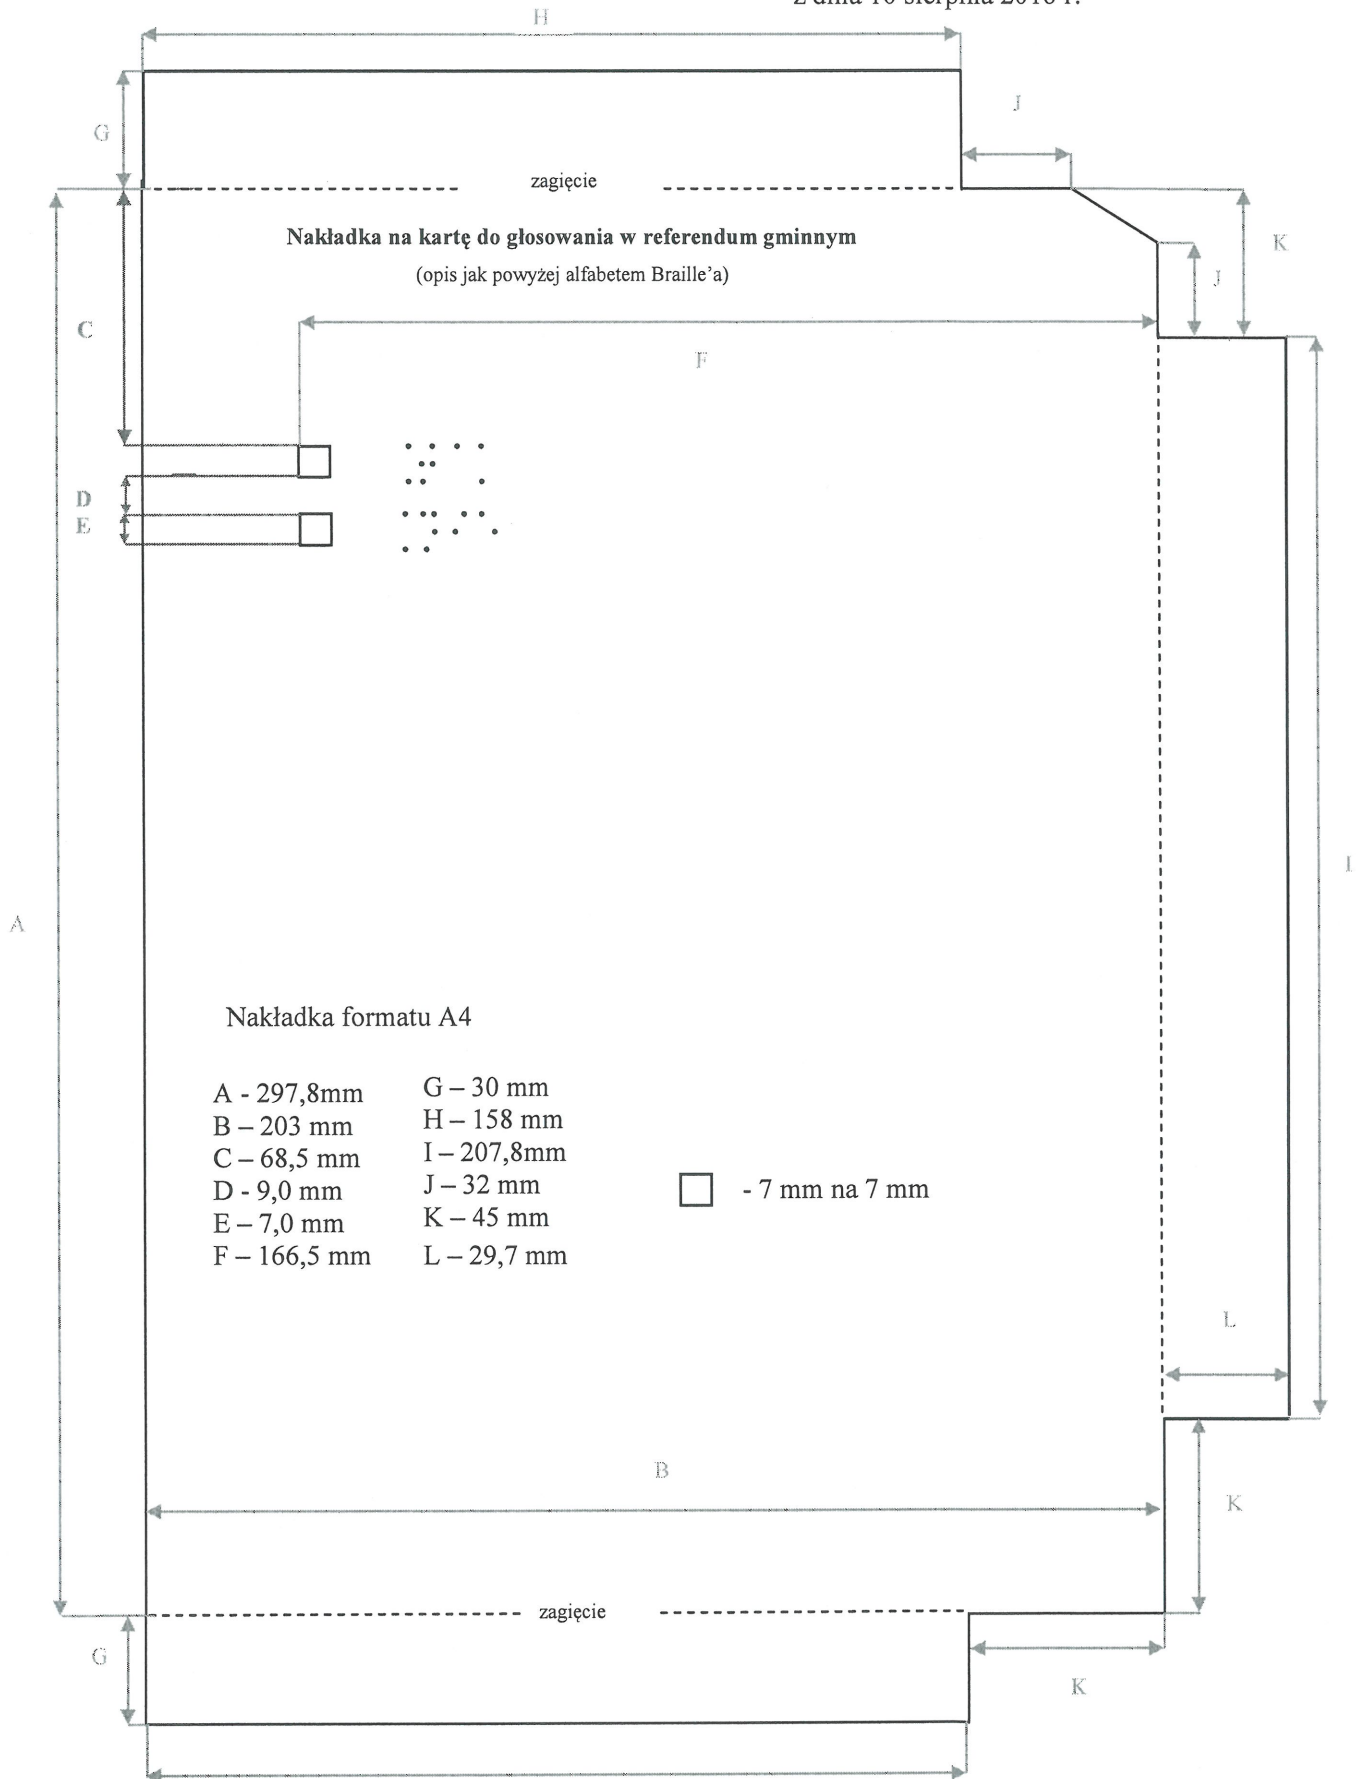 H
J
G
zagięcie
Nakładka na kartę do głosowania w referendum gminnym
K
(opis jak powyżej alfabetem Braille’a)
J
C
F
D
E
I
A
Nakładka formatu A4
A - 297,8mm
B – 203 mm
C – 68,5 mm
D - 9,0 mm
E – 7,0 mm
F – 166,5 mm
G – 30 mm
H – 158 mm
I – 207,8mm
J – 32 mm
K – 45 mm
L – 29,7 mm
- 7 mm na 7 mm
L
B
K
zagięcie
G
K